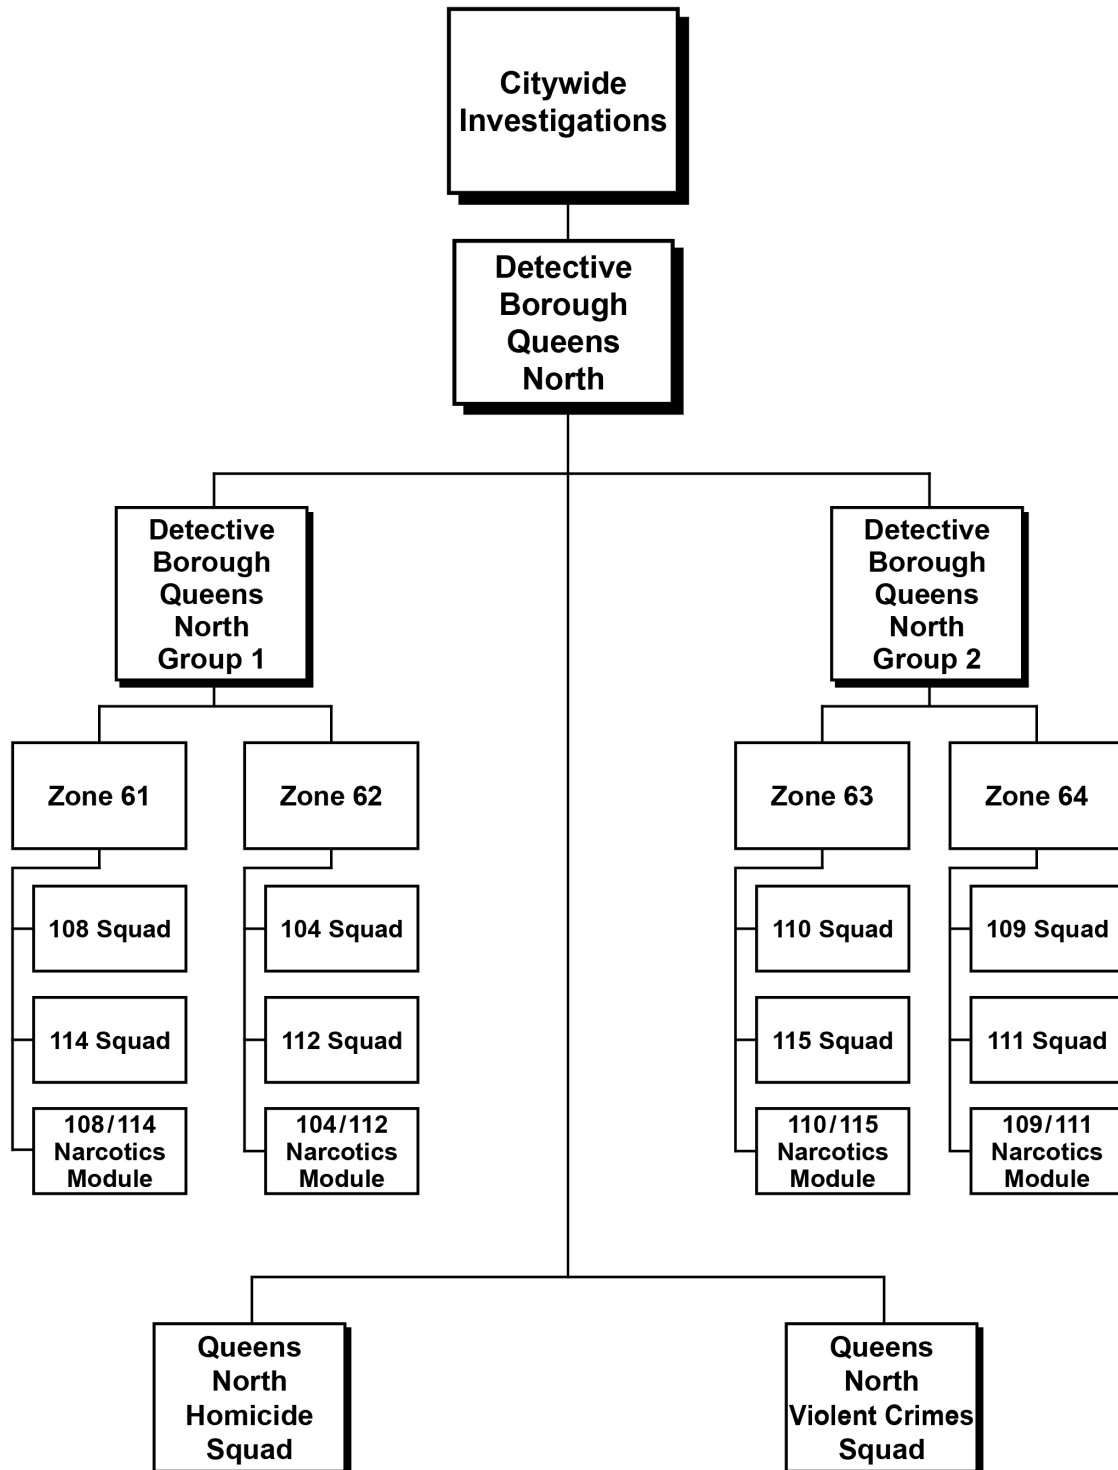 Citywide
Investigations
Detective
Borough
Queens
North
Detective
Borough
Queens
North
Group 1
Detective
Borough
Queens
North
Group 2
Zone 61
Zone 62
Zone 63
Zone 64
108 Squad
104 Squad
110 Squad
109 Squad
114 Squad
112 Squad
115 Squad
111 Squad
108/114
Narcotics
Module
104/112
Narcotics
Module
110/115
Narcotics
Module
109/111
Narcotics
Module
Queens
North
Homicide
Squad
Queens
North
Violent Crimes
Squad